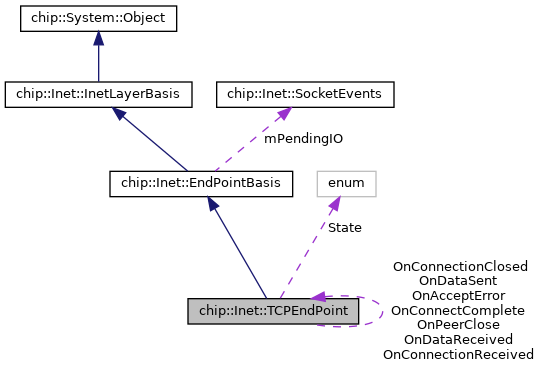 chip::System::Object
chip::Inet::InetLayerBasis
chip::Inet::SocketEvents
mPendingIO
chip::Inet::EndPointBasis
enum
State
chip::Inet::TCPEndPoint
OnConnectionClosed
OnDataSent
OnAcceptError
OnConnectComplete
OnPeerClose
OnDataReceived
OnConnectionReceived